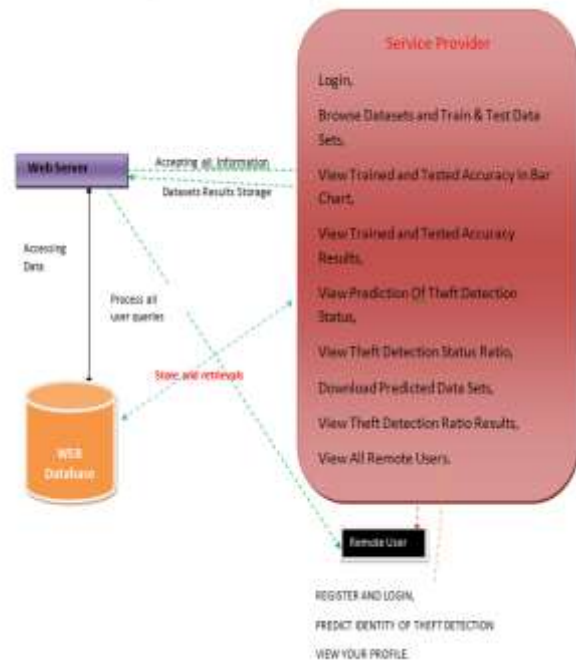 Service Provider
Login,
Browse Datasets and Train & Test Data
Sets,
View Trained and Tested Accuracy in Bar
Chart,
View Trained and Tested Accuracy
Results,
View Prediction Of Theft Detection
Status,
View Theft Detection Status Ratio,
Download Predicted Data Sets,
View Theft Detection Ratio Results,
View All Remote Users.
Web Server
Accepting all Information
Datasets Results Storage
Accessing
Data
Process all
user queries
Store and retrievals
WEB
Database
Remote User
REGISTER AND LOGIN,
PREDICT IDENTITY OF THEFT DETECTION
VIEW YOUR PROFILE.